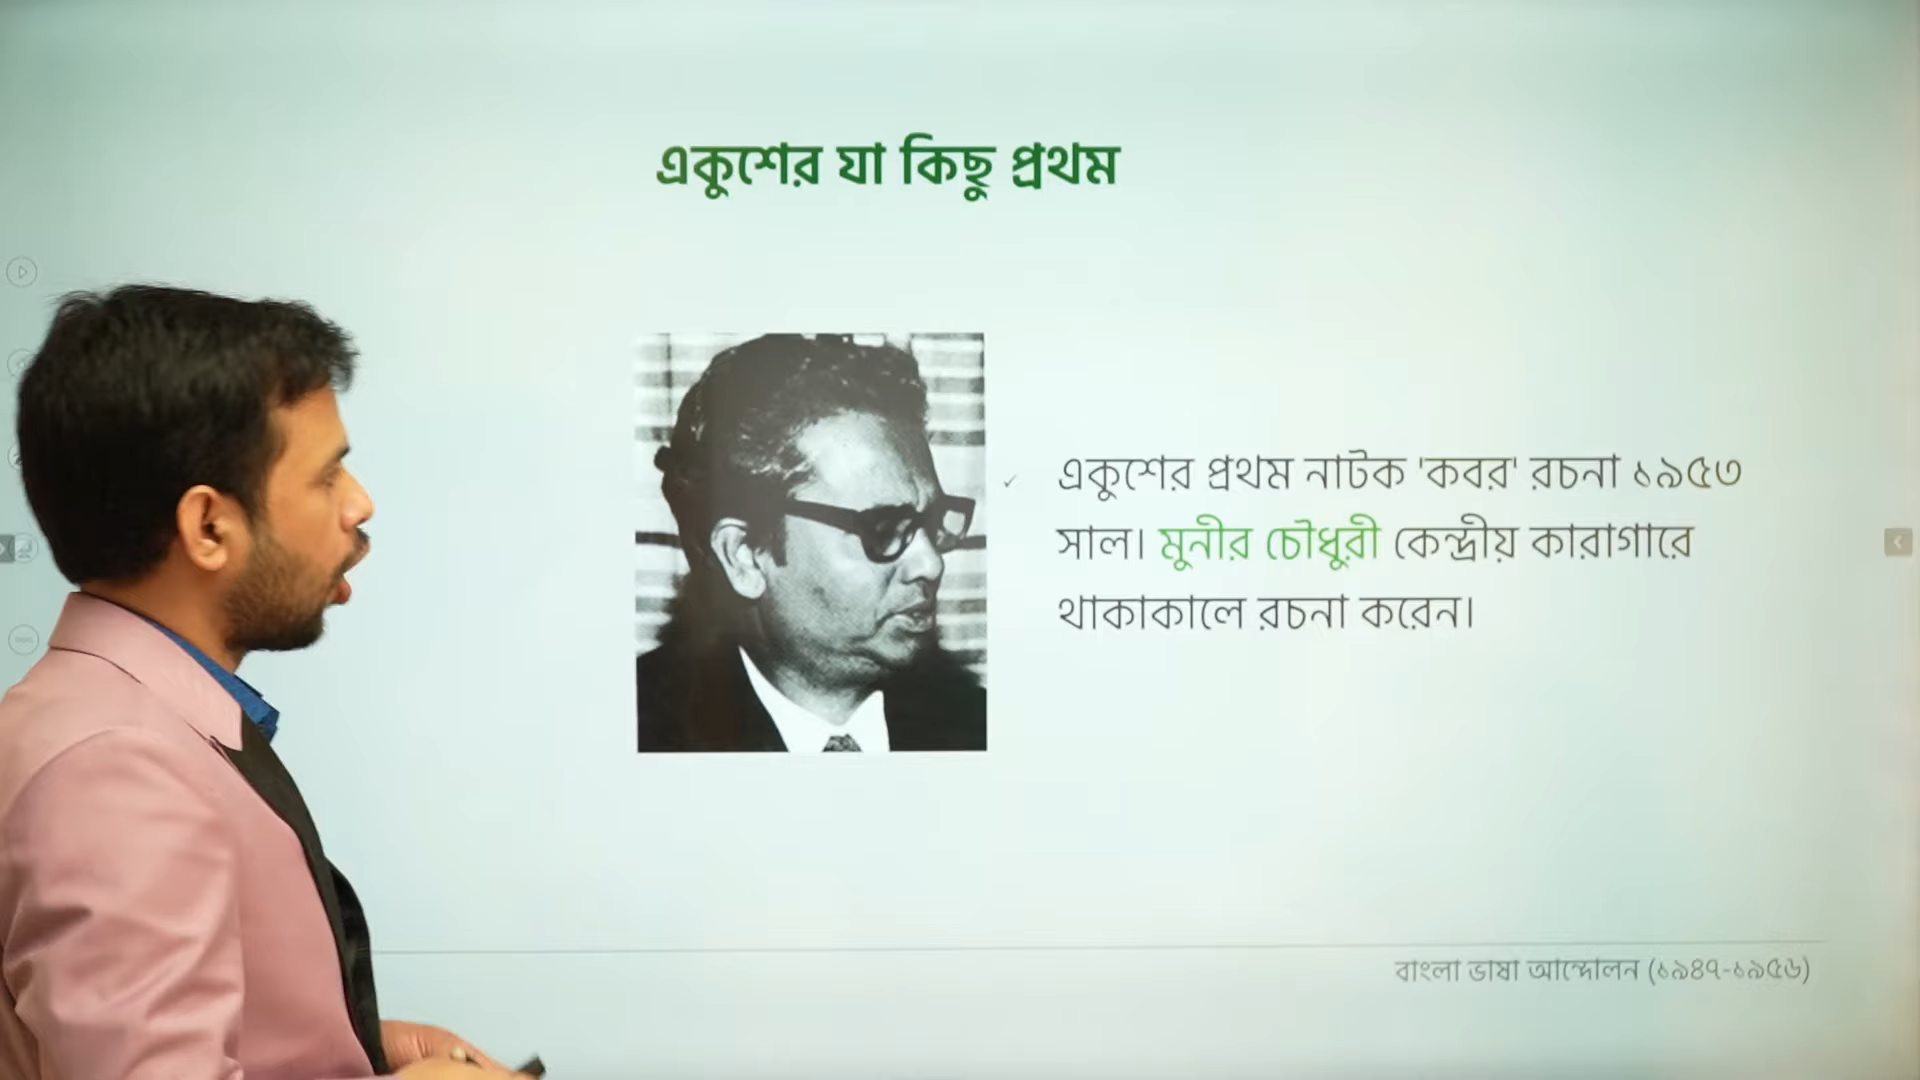 একুশের যা কিছু প্রথম
একুশের প্রথম নাটক 'কবর' রচনা ১৯৫৩
সাল। মুনীর চৌধুরী কেন্দ্রীয় কারাগারে
থাকাকালে রচনা করেন।
বাংলা ভাষা আন্দোলন (১৯৪৭-১৯৫৬)